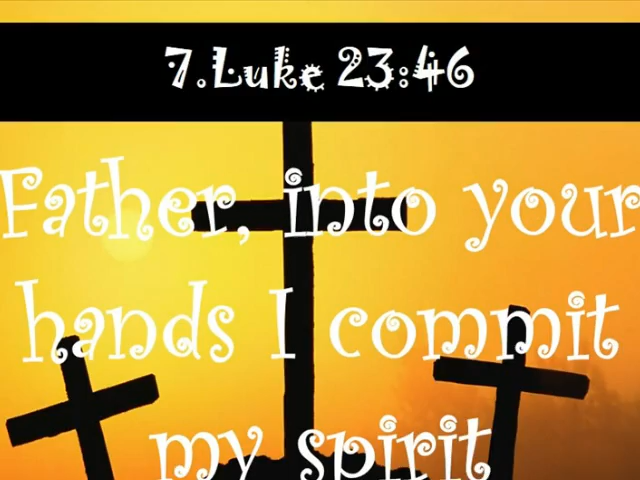 7.Luke 23:46
Father, into your
hands I commit
my spirit